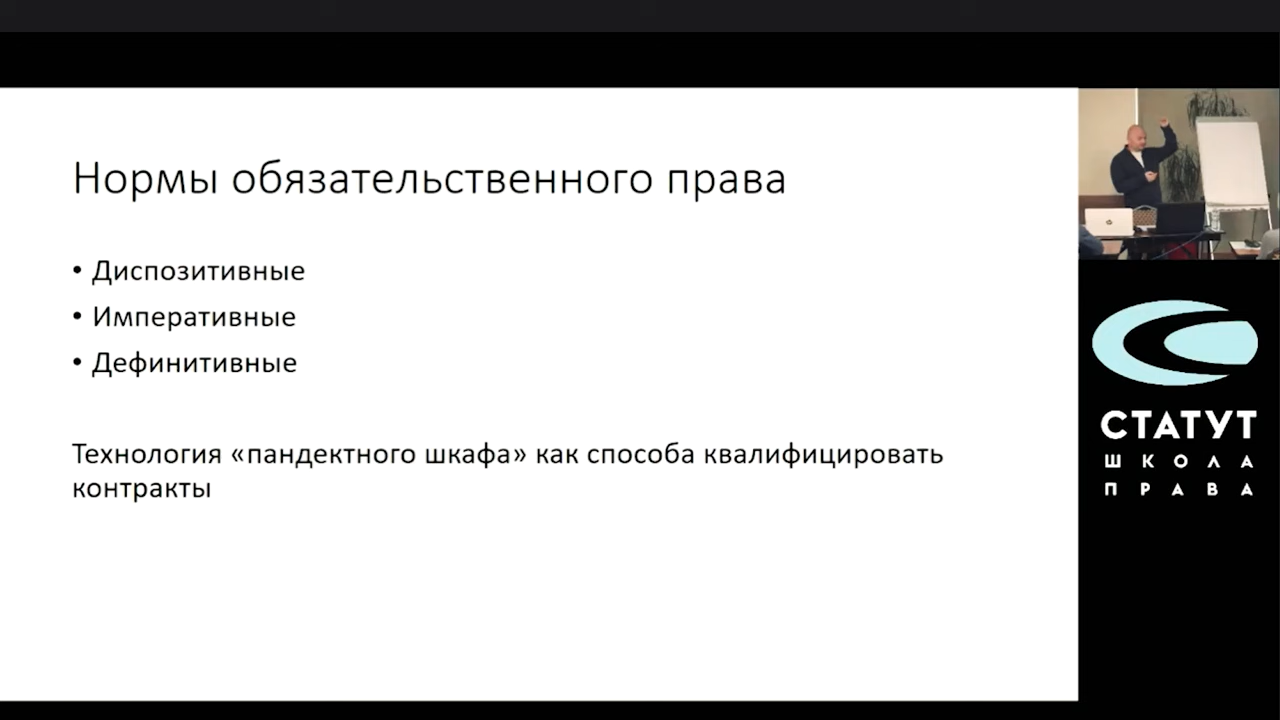 Нормы обязательственного права
• Диспозитивные
• Императивные
• Дефинитивные
Технология «пандектного шкафа» как способа квалифицировать
контракты
СТАТУТ
ШКОЛА
ПРАВА